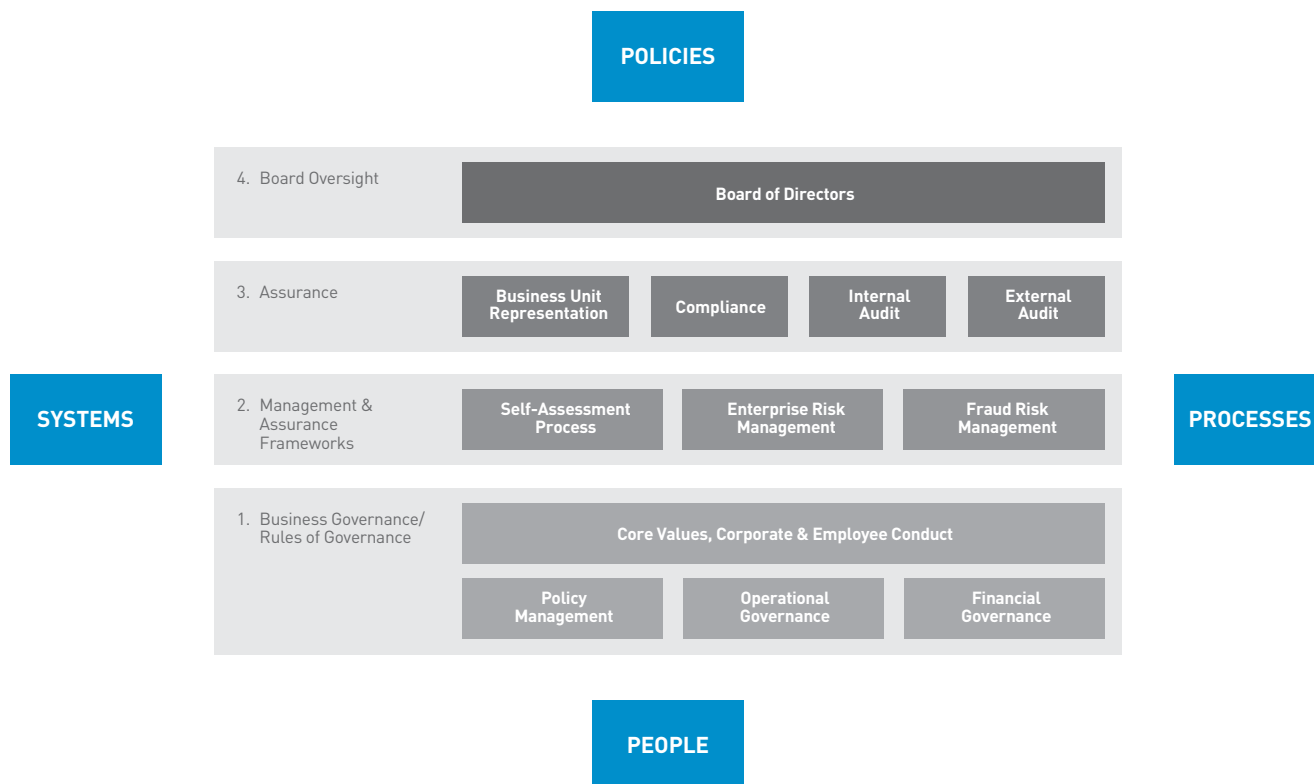 POLICIES
4. Board Oversight
Board of Directors
3. Assurance
Business Unit
Representation
Compliance
Internal
Audit
External
Audit
SYSTEMS
2. Management &
Assurance
Frameworks
Self-Assessment
Process
Enterprise Risk
Management
Fraud Risk
Management
PROCESSES
1. Business Governance/
Rules of Governance
Core Values, Corporate & Employee Conduct
Policy
Management
Operational
Governance
Financial
Governance
PEOPLE